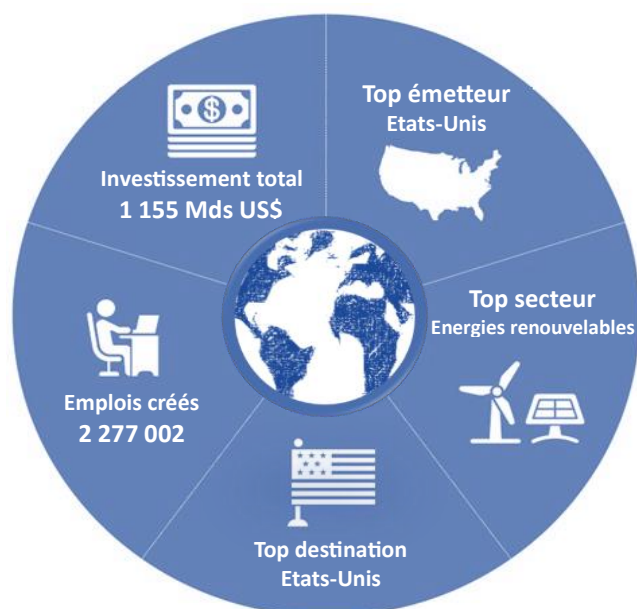 Top émetteur
Etats-Unis
Investissement total
1 155 Mds US$
Top secteur
Energies renouvelables
Emplois créés
2 277 002
Top destination
Etats-Unis